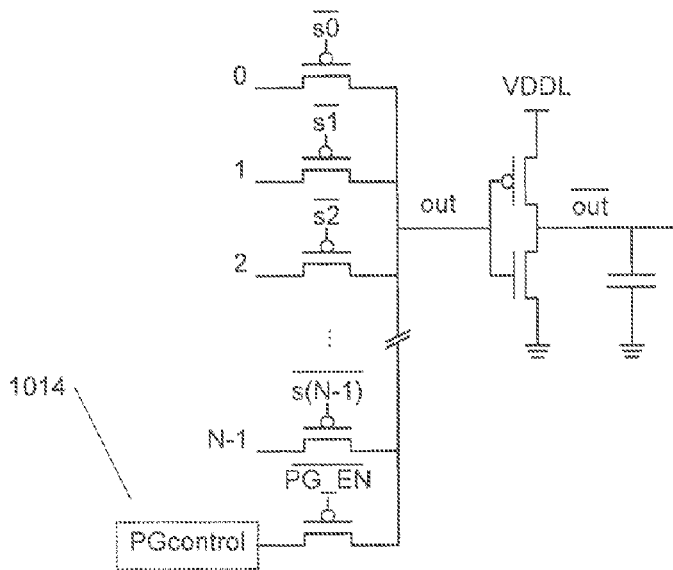 s0
0
VDDL
s1
1
out
out
s2
2
⋮
1014
s(N-1)
N-1
PG_EN
PGcontrol